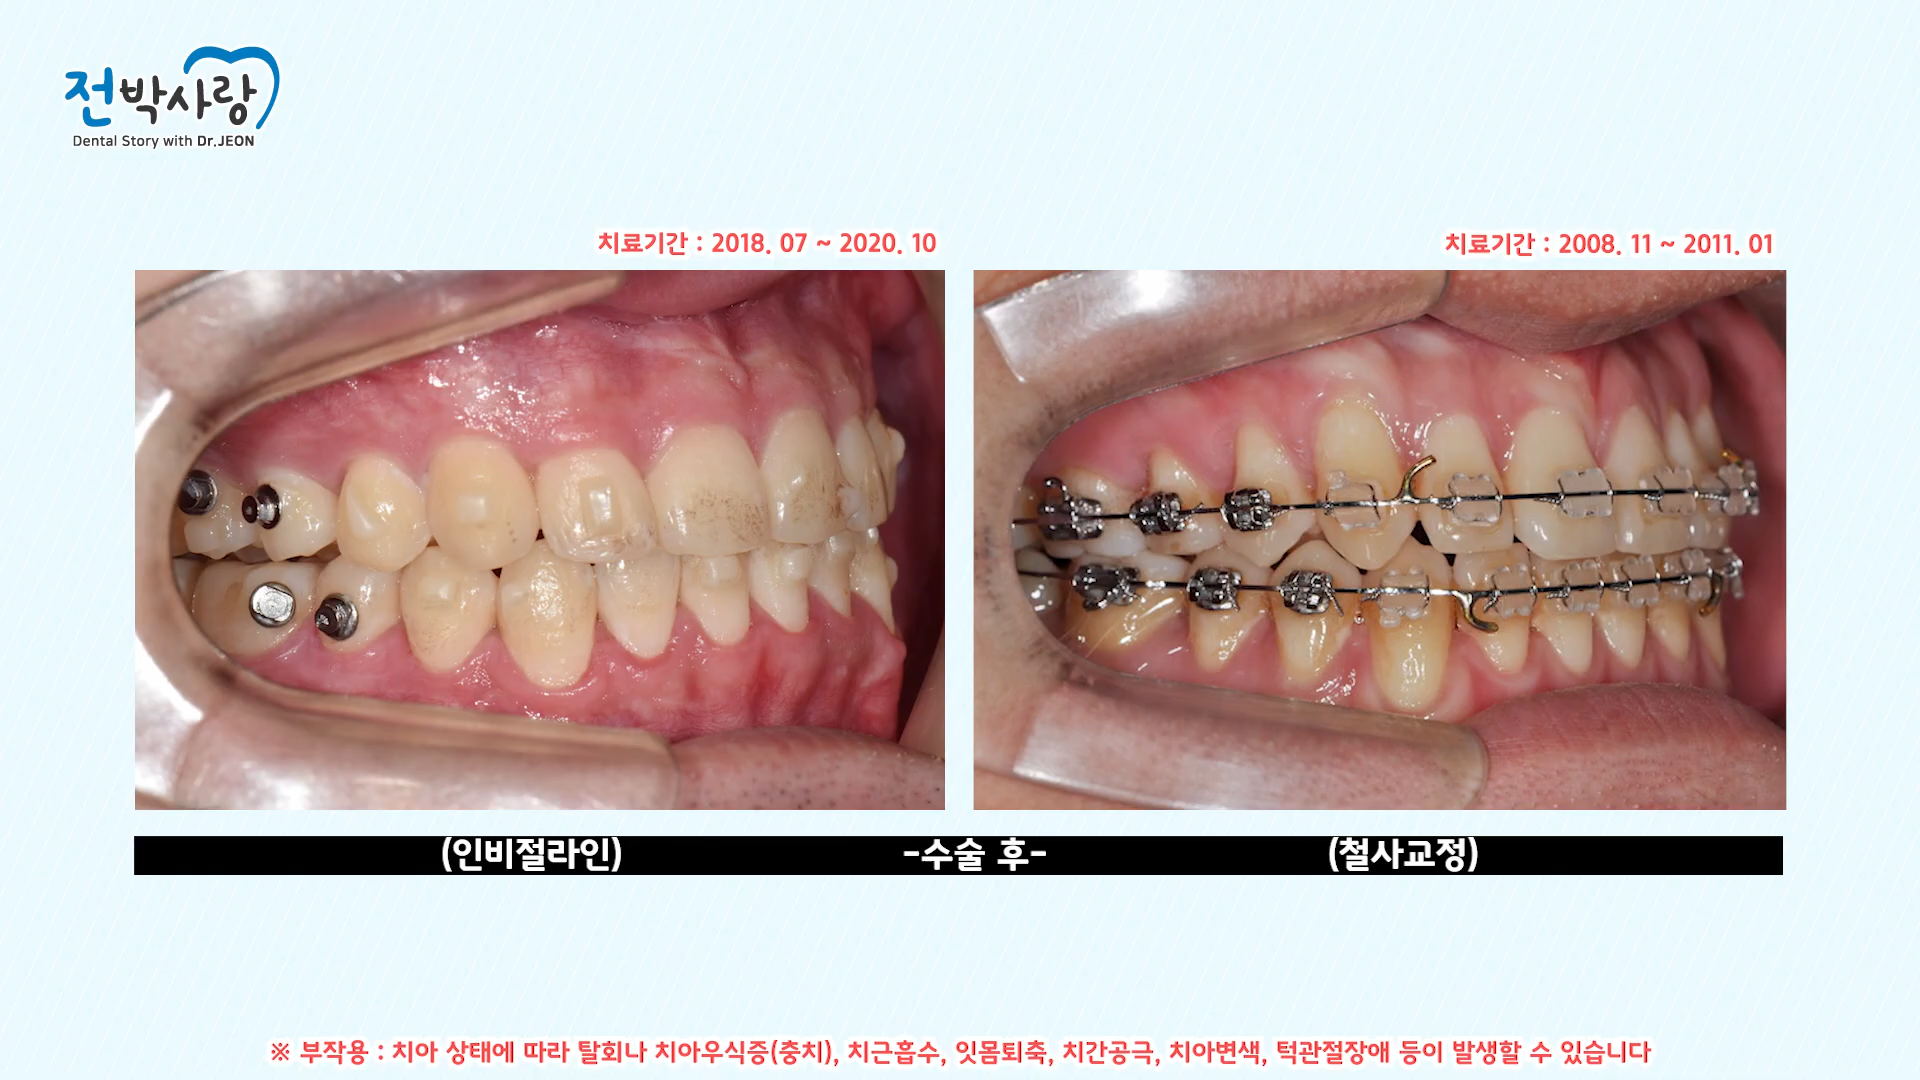 전박사랑
Dental Story with Dr.JEON
치료기간 : 2018. 07 ~ 2020. 10
치료기간 : 2008. 11 ~ 2011. 01
(인비절라인) -수술 후- (철사교정)
※ 부작용 : 치아 상태에 따라 탈회나 치아우식증(충치), 치근흡수, 잇몸퇴축, 치간공극, 치아변색, 턱관절장애 등이 발생할 수 있습니다